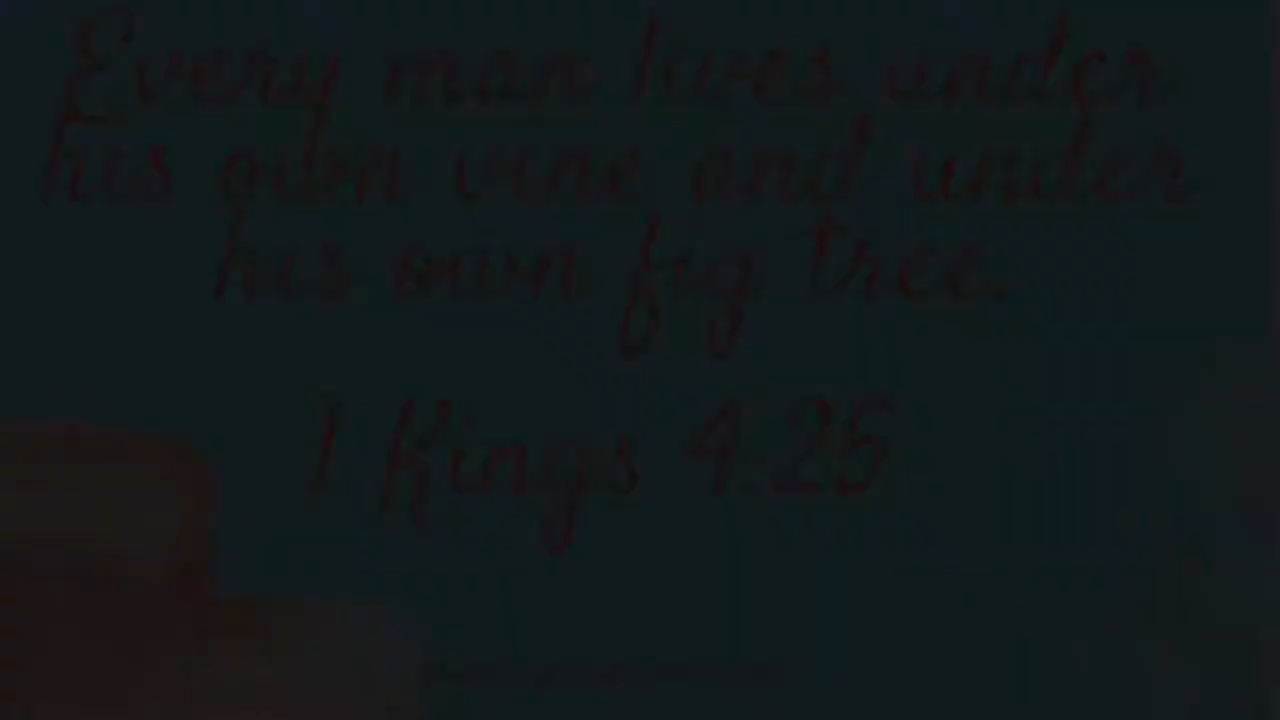 Every man lives under
his own vine and under
his own fig tree.
1 Kings 4:25